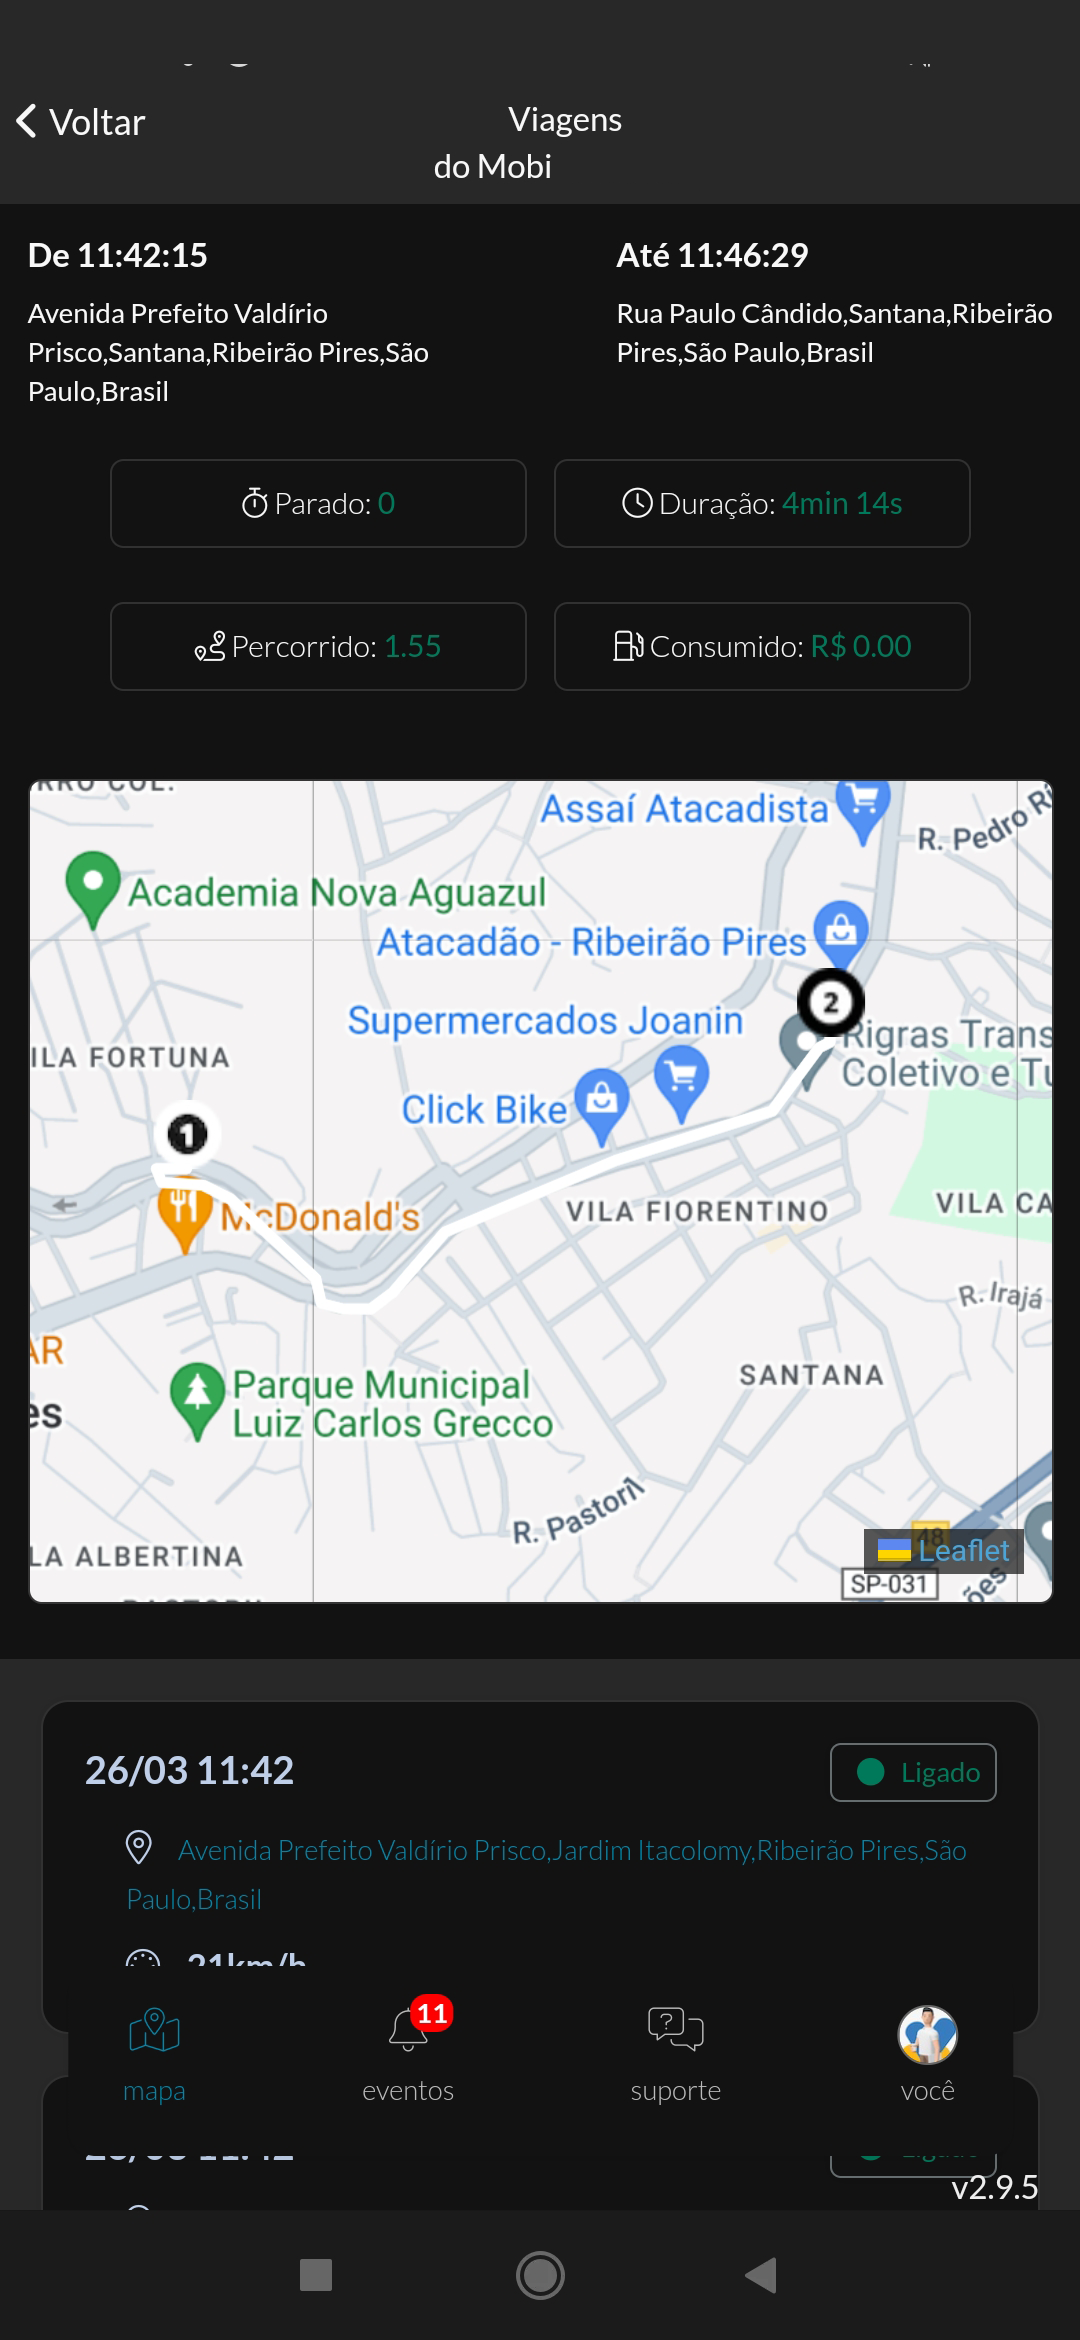 Voltar
Viagens
do Mobi
De 11:42:15
Até 11:46:29
Avenida Prefeito Valdírio
Prisco,Santana,Ribeirão Pires,São
Paulo,Brasil
Rua Paulo Cândido,Santana,Ribeirão
Pires,São Paulo,Brasil
Parado: 0
Duração: 4min 14s
Percorrido: 1.55
Consumido: R$ 0.00
Assaí Atacadista
R. Pedro Ri
Academia Nova Aguazul
Atacadão - Ribeirão Pires
2
Supermercados Joanin
Rigras Trans
Coletivo e Tu
ILA FORTUNA
Click Bike
1
McDonald's
VILA FIORENTINO
VILA CA
R. Irajá
AR
SANTANA
Parque Municipal
Luiz Carlos Grecco
es
R. Pastoril
48
Leaflet
LA ALBERTINA
SP-031
ões
26/03 11:42
Ligado
Avenida Prefeito Valdírio Prisco,Jardim Itacolomy,Ribeirão Pires,São
Paulo,Brasil
21km/h
11
mapa
eventos
suporte
você
v2.9.5